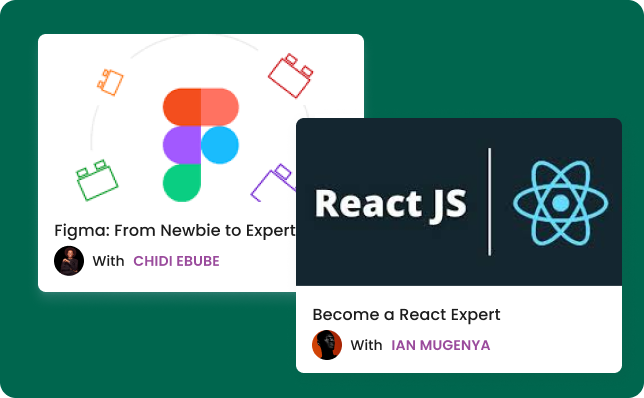 Figma: From Newbie to Expert
With CHIDI EBUBE
React JS
Become a React Expert
With IAN MUGENYA